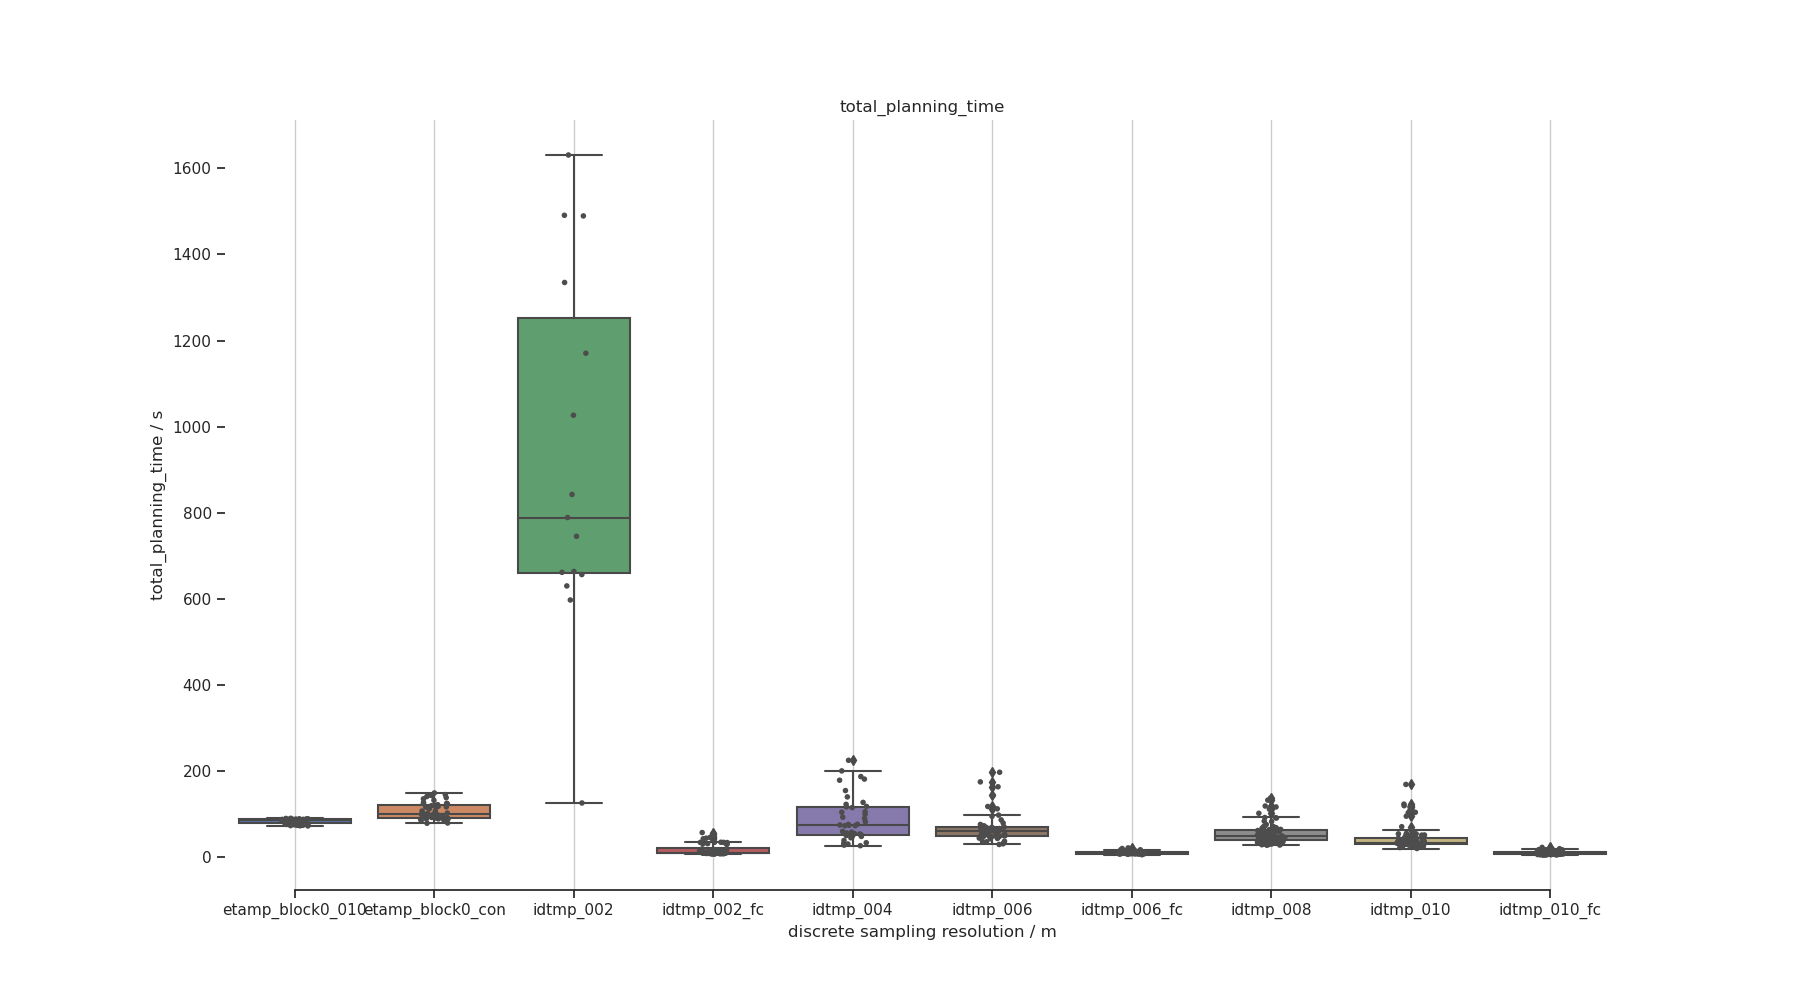 total_planning_time
1600
1400
1200
1000
800
600
400
200
0
total_planning_time / s
etamp_block0_010 etamp_block0_con idtmp_002 idtmp_002_fc idtmp_004 idtmp_006 idtmp_006_fc idtmp_008 idtmp_010 idtmp_010_fc
discrete sampling resolution / m